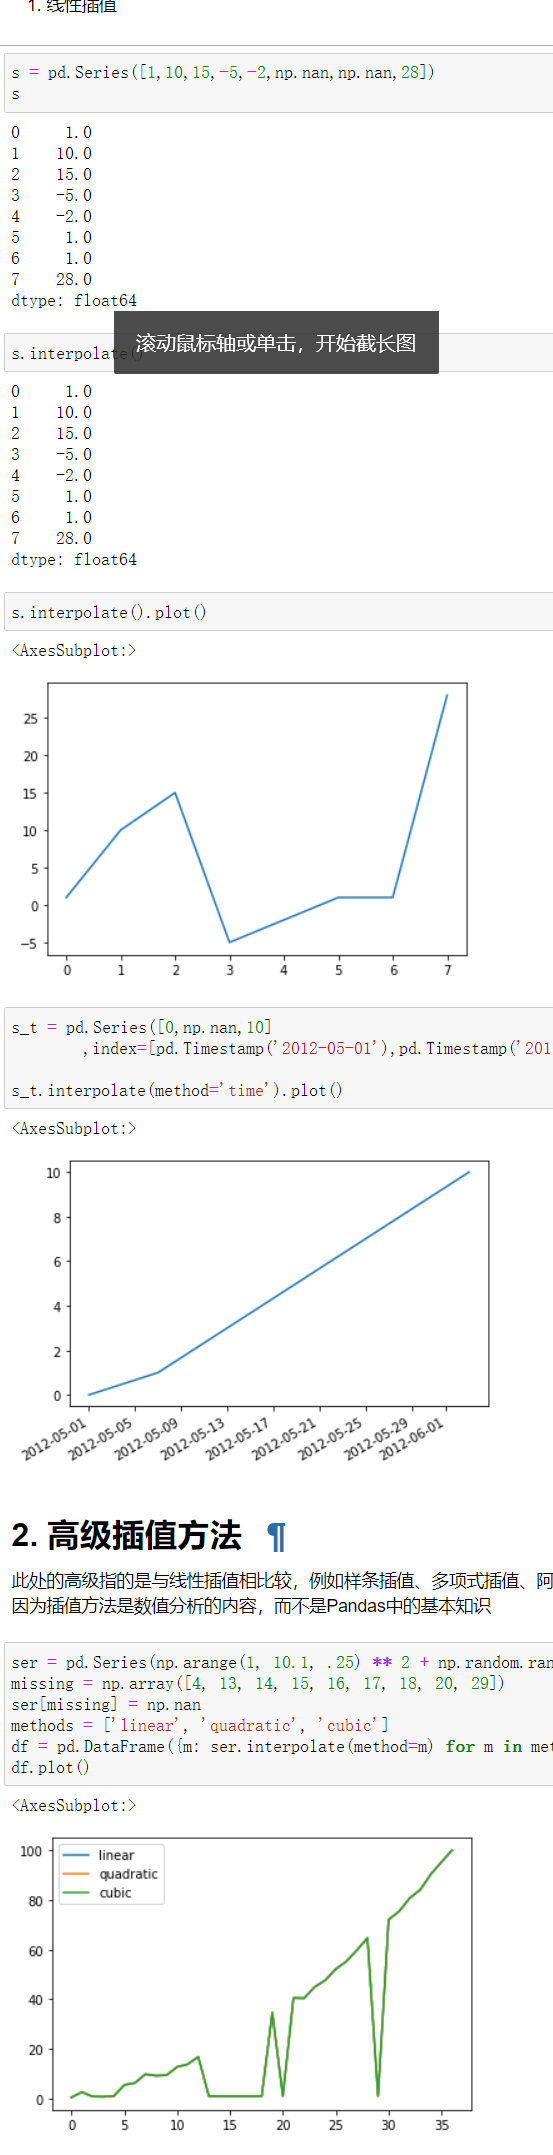 1. 线性插值
s = pd.Series([1,10,15,-5,-2,np.nan,np.nan,28])
s
0 1.0
1 10.0
2 15.0
3 -5.0
4 -2.0
5 1.0
6 1.0
7 28.0
dtype: float64
滚动鼠标轴或单击，开始截长图
s.interpolate()
0 1.0
1 10.0
2 15.0
3 -5.0
4 -2.0
5 1.0
6 1.0
7 28.0
dtype: float64
s.interpolate().plot()
<AxesSubplot:>
25
20
15
10
5
0
-5
0 1 2 3 4 5 6 7
s_t = pd.Series([0,np.nan,10]
,index=[pd.Timestamp('2012-05-01'),pd.Timestamp('201
s_t.interpolate(method='time').plot()
<AxesSubplot:>
10
8
6
4
2
0
2012-05-01 2012-05-05 2012-05-09 2012-05-13 2012-05-17 2012-05-21 2012-05-25 2012-05-29 2012-06-01
2. 高级插值方法 ¶
此处的高级指的是与线性插值相比较，例如样条插值、多项式插值、阿
因为插值方法是数值分析的内容，而不是Pandas中的基本知识
ser = pd.Series(np.arange(1, 10.1, .25) ** 2 + np.random.ran
missing = np.array([4, 13, 14, 15, 16, 17, 18, 20, 29])
ser[missing] = np.nan
methods = ['linear', 'quadratic', 'cubic']
df = pd.DataFrame({m: ser.interpolate(method=m) for m in met
df.plot()
<AxesSubplot:>
100
80
60
40
20
0
linear
quadratic
cubic
0 5 10 15 20 25 30 35